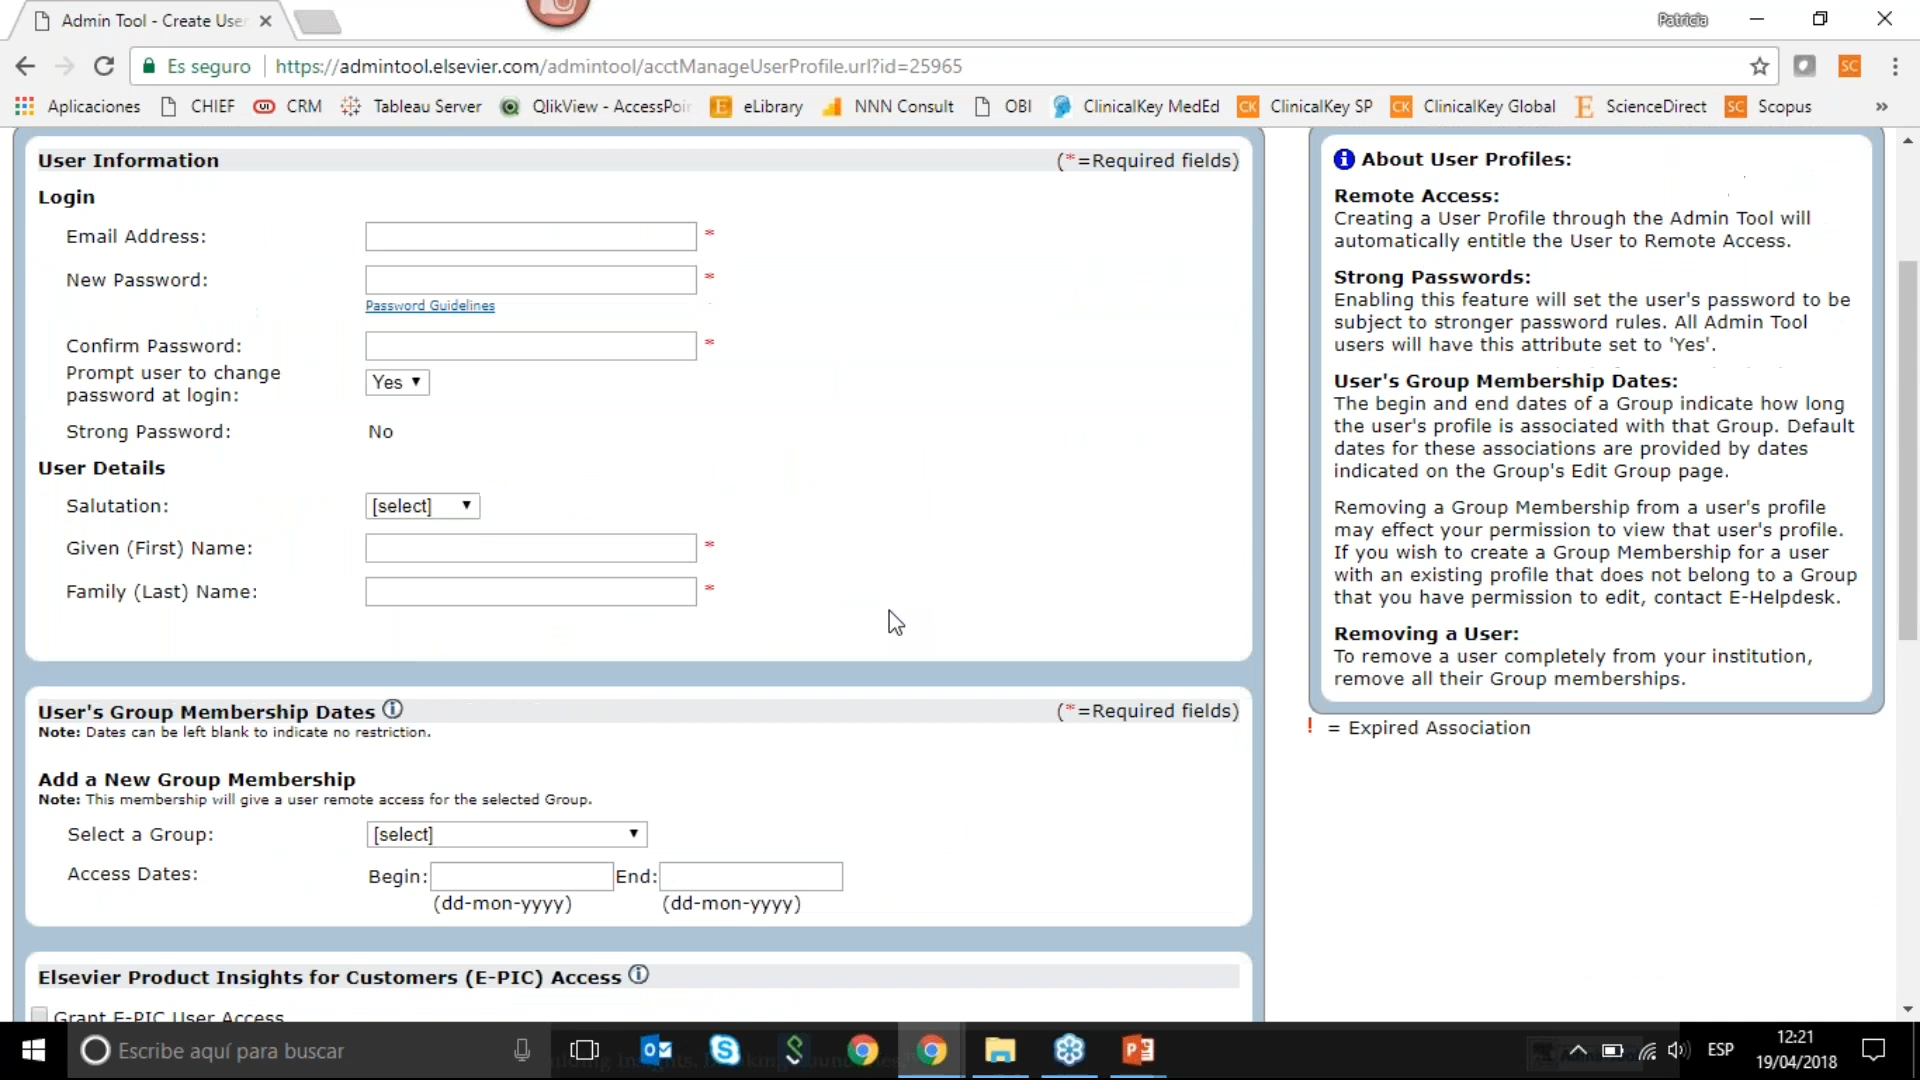 Admin Tool - Create User
Patricia
Es seguro
https://admintool.elsevier.com/admintool/acctManageUserProfile.url?id=25965
SC
Aplicaciones
CHIEF
CRM
Tableau Server
QlikView - AccessPoin
eLibrary
NNN Consult
OBI
ClinicalKey MedEd
CK ClinicalKey SP
CK ClinicalKey Global
ScienceDirect
SC Scopus
»
User Information
(*=Required fields)
Login
Email Address:
*
New Password:
*
Password Guidelines
Confirm Password:
*
Prompt user to change
password at login:
Yes
Strong Password:
No
User Details
Salutation:
[select]
Given (First) Name:
*
Family (Last) Name:
*
User's Group Membership Dates
(*=Required fields)
Note: Dates can be left blank to indicate no restriction.
Add a New Group Membership
Note: This membership will give a user remote access for the selected Group.
Select a Group:
[select]
Access Dates:
Begin:
End:
(dd-mon-yyyy)
(dd-mon-yyyy)
Elsevier Product Insights for Customers (E-PIC) Access
Grant E-PIC User Access
About User Profiles:
Remote Access:
Creating a User Profile through the Admin Tool will
automatically entitle the User to Remote Access.
Strong Passwords:
Enabling this feature will set the user's password to be
subject to stronger password rules. All Admin Tool
users will have this attribute set to 'Yes'.
User's Group Membership Dates:
The begin and end dates of a Group indicate how long
the user's profile is associated with that Group. Default
dates for these associations are provided by dates
indicated on the Group's Edit Group page.
Removing a Group Membership from a user's profile
may effect your permission to view that user's profile.
If you wish to create a Group Membership for a user
with an existing profile that does not belong to a Group
that you have permission to edit, contact E-Helpdesk.
Removing a User:
To remove a user completely from your institution,
remove all their Group memberships.
! = Expired Association
Escribe aquí para buscar
ESP
12:21
19/04/2018